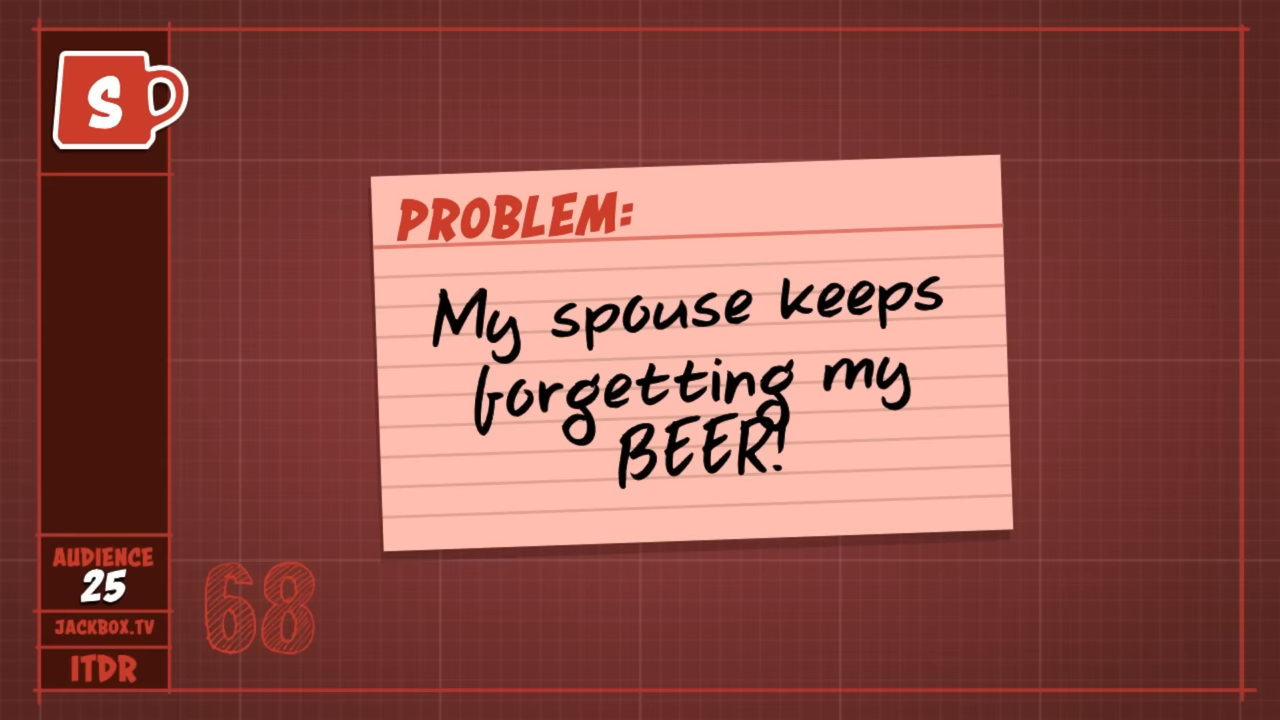 S
PROBLEM:
My spouse keeps
forgetting my
BEER!
AUDIENCE
25
JACKBOX.TV
ITDR
68